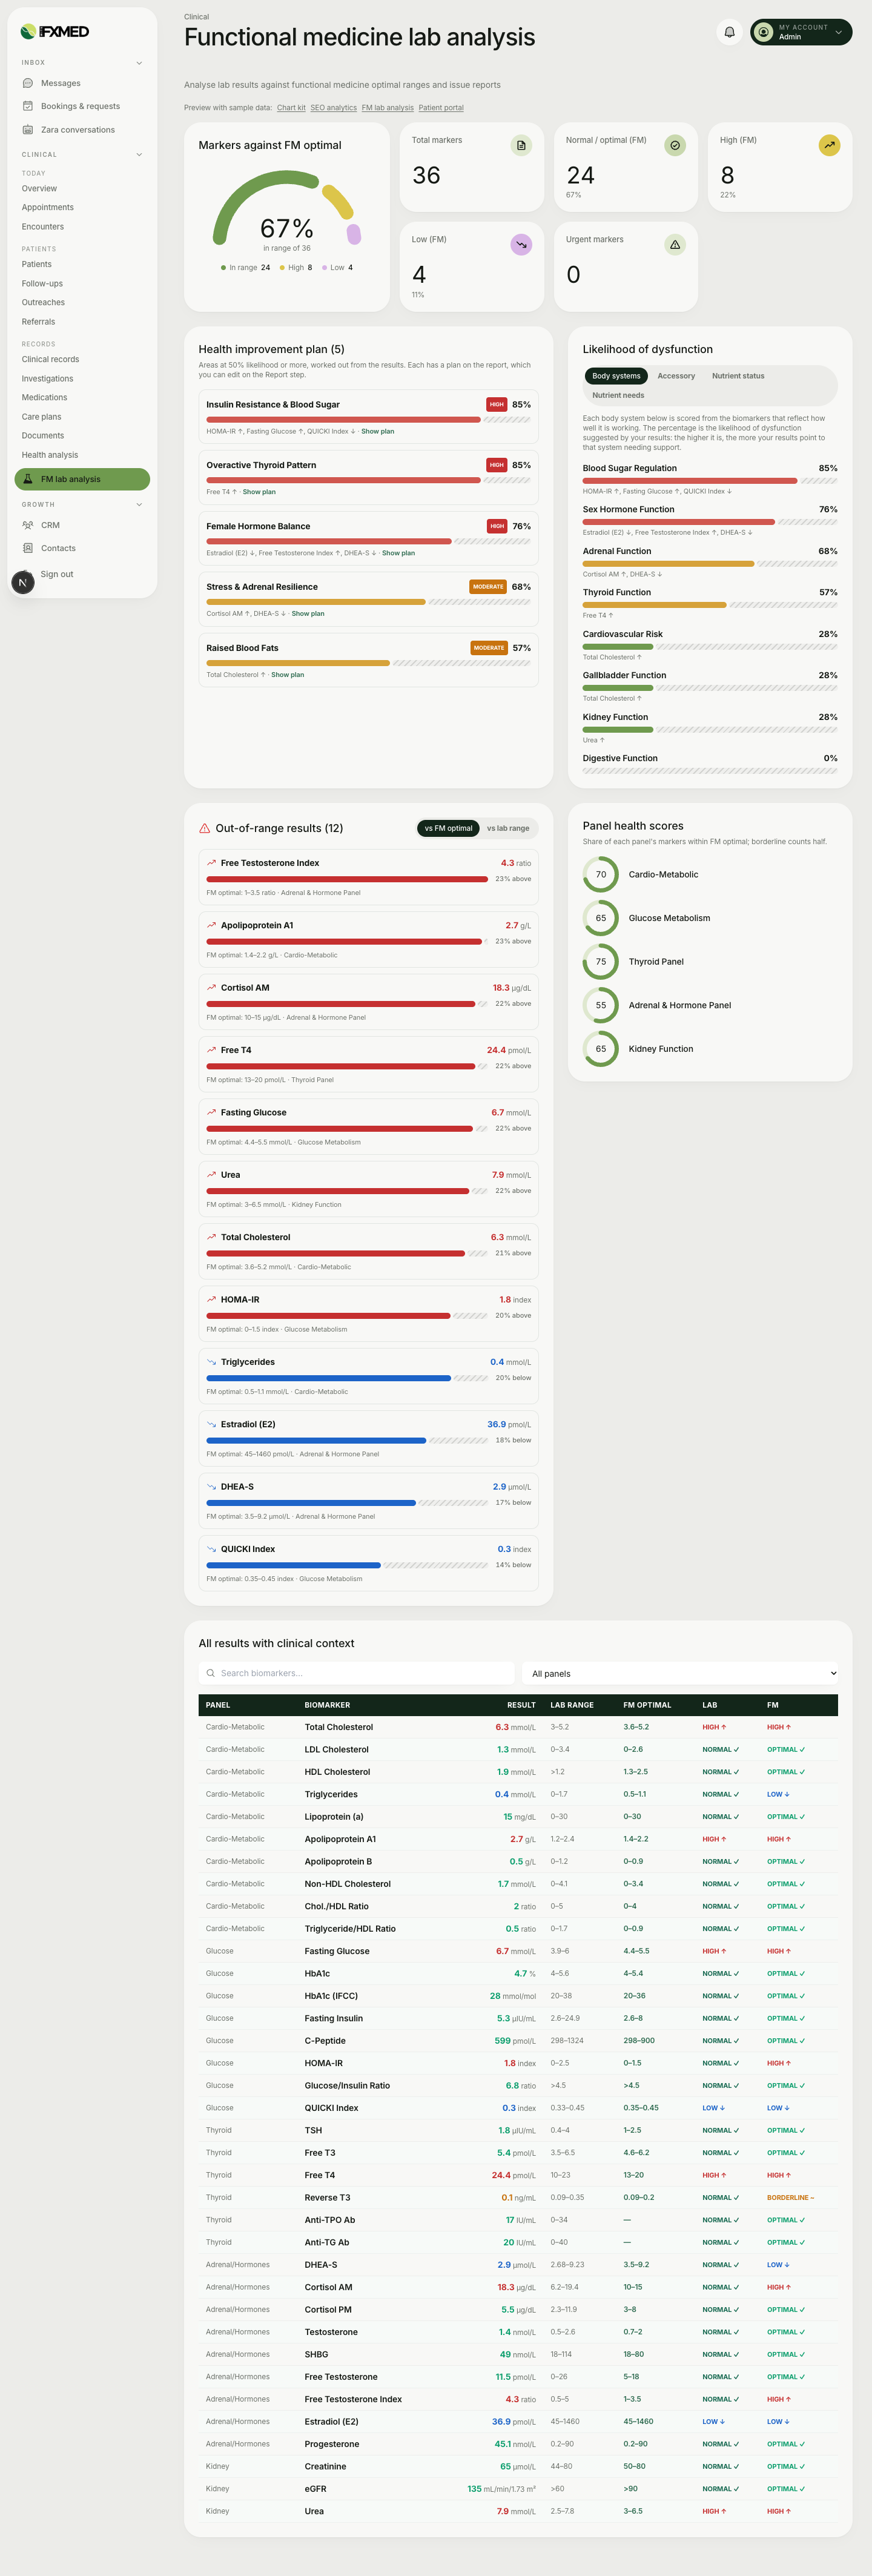 FXMED
INBOX
Messages
Bookings & requests
Zara conversations
CLINICAL
TODAY
Overview
Appointments
Encounters
PATIENTS
Patients
Follow-ups
Outreaches
Referrals
RECORDS
Clinical records
Investigations
Medications
Care plans
Documents
Health analysis
FM lab analysis
GROWTH
CRM
Contacts
Sign out
N
Clinical
Functional medicine lab analysis
MY ACCOUNT
Admin
Analyse lab results against functional medicine optimal ranges and issue reports
Preview with sample data: Chart kit SEO analytics FM lab analysis Patient portal
Markers against FM optimal
67%
in range of 36
In range 24 High 8 Low 4
Total markers
36
Normal / optimal (FM)
24
67%
High (FM)
8
22%
Low (FM)
4
11%
Urgent markers
0
Health improvement plan (5)
Areas at 50% likelihood or more, worked out from the results. Each has a plan on the report, which
you can edit on the Report step.
Insulin Resistance & Blood Sugar HIGH 85%
HOMA-IR ↑, Fasting Glucose ↑, QUICKI Index ↓ · Show plan
Overactive Thyroid Pattern HIGH 85%
Free T4 ↑ · Show plan
Female Hormone Balance HIGH 76%
Estradiol (E2) ↓, Free Testosterone Index ↑, DHEA-S ↓ · Show plan
Stress & Adrenal Resilience MODERATE 68%
Cortisol AM ↑, DHEA-S ↓ · Show plan
Raised Blood Fats MODERATE 57%
Total Cholesterol ↑ · Show plan
Likelihood of dysfunction
Body systems Accessory Nutrient status
Nutrient needs
Each body system below is scored from the biomarkers that reflect how
well it is working. The percentage is the likelihood of dysfunction
suggested by your results: the higher it is, the more your results point to
that system needing support.
Blood Sugar Regulation 85%
HOMA-IR ↑, Fasting Glucose ↑, QUICKI Index ↓
Sex Hormone Function 76%
Estradiol (E2) ↓, Free Testosterone Index ↑, DHEA-S ↓
Adrenal Function 68%
Cortisol AM ↑, DHEA-S ↓
Thyroid Function 57%
Free T4 ↑
Cardiovascular Risk 28%
Total Cholesterol ↑
Gallbladder Function 28%
Total Cholesterol ↑
Kidney Function 28%
Urea ↑
Digestive Function 0%
Out-of-range results (12)
vs FM optimal vs lab range
Free Testosterone Index 4.3 ratio
23% above
FM optimal: 1–3.5 ratio · Adrenal & Hormone Panel
Apolipoprotein A1 2.7 g/L
23% above
FM optimal: 1.4–2.2 g/L · Cardio-Metabolic
Cortisol AM 18.3 µg/dL
22% above
FM optimal: 10–15 µg/dL · Adrenal & Hormone Panel
Free T4 24.4 pmol/L
22% above
FM optimal: 13–20 pmol/L · Thyroid Panel
Fasting Glucose 6.7 mmol/L
22% above
FM optimal: 4.4–5.5 mmol/L · Glucose Metabolism
Urea 7.9 mmol/L
22% above
FM optimal: 3–6.5 mmol/L · Kidney Function
Total Cholesterol 6.3 mmol/L
21% above
FM optimal: 3.6–5.2 mmol/L · Cardio-Metabolic
HOMA-IR 1.8 index
20% above
FM optimal: 0–1.5 index · Glucose Metabolism
Triglycerides 0.4 mmol/L
20% below
FM optimal: 0.5–1.1 mmol/L · Cardio-Metabolic
Estradiol (E2) 36.9 pmol/L
18% below
FM optimal: 45–1460 pmol/L · Adrenal & Hormone Panel
DHEA-S 2.9 µmol/L
17% below
FM optimal: 3.5–9.2 µmol/L · Adrenal & Hormone Panel
QUICKI Index 0.3 index
14% below
FM optimal: 0.35–0.45 index · Glucose Metabolism
Panel health scores
Share of each panel's markers within FM optimal; borderline counts half.
70 Cardio-Metabolic
65 Glucose Metabolism
75 Thyroid Panel
55 Adrenal & Hormone Panel
65 Kidney Function
All results with clinical context
Search biomarkers...
All panels
PANEL BIOMARKER RESULT LAB RANGE FM OPTIMAL LAB FM
Cardio-Metabolic Total Cholesterol 6.3 mmol/L 3–5.2 3.6–5.2 HIGH ↑ HIGH ↑
Cardio-Metabolic LDL Cholesterol 1.3 mmol/L 0–3.4 0–2.6 NORMAL ✓ OPTIMAL ✓
Cardio-Metabolic HDL Cholesterol 1.9 mmol/L >1.2 1.3–2.5 NORMAL ✓ OPTIMAL ✓
Cardio-Metabolic Triglycerides 0.4 mmol/L 0–1.7 0.5–1.1 NORMAL ✓ LOW ↓
Cardio-Metabolic Lipoprotein (a) 15 mg/dL 0–30 0–30 NORMAL ✓ OPTIMAL ✓
Cardio-Metabolic Apolipoprotein A1 2.7 g/L 1.2–2.4 1.4–2.2 HIGH ↑ HIGH ↑
Cardio-Metabolic Apolipoprotein B 0.5 g/L 0–1.2 0–0.9 NORMAL ✓ OPTIMAL ✓
Cardio-Metabolic Non-HDL Cholesterol 1.7 mmol/L 0–4.1 0–3.4 NORMAL ✓ OPTIMAL ✓
Cardio-Metabolic Chol./HDL Ratio 2 ratio 0–5 0–4 NORMAL ✓ OPTIMAL ✓
Cardio-Metabolic Triglyceride/HDL Ratio 0.5 ratio 0–1.7 0–0.9 NORMAL ✓ OPTIMAL ✓
Glucose Fasting Glucose 6.7 mmol/L 3.9–6 4.4–5.5 HIGH ↑ HIGH ↑
Glucose HbA1c 4.7 % 4–5.6 4–5.4 NORMAL ✓ OPTIMAL ✓
Glucose HbA1c (IFCC) 28 mmol/mol 20–38 20–36 NORMAL ✓ OPTIMAL ✓
Glucose Fasting Insulin 5.3 µIU/mL 2.6–24.9 2.6–8 NORMAL ✓ OPTIMAL ✓
Glucose C-Peptide 599 pmol/L 298–1324 298–900 NORMAL ✓ OPTIMAL ✓
Glucose HOMA-IR 1.8 index 0–2.5 0–1.5 NORMAL ✓ HIGH ↑
Glucose Glucose/Insulin Ratio 6.8 ratio >4.5 >4.5 NORMAL ✓ OPTIMAL ✓
Glucose QUICKI Index 0.3 index 0.33–0.45 0.35–0.45 LOW ↓ LOW ↓
Thyroid TSH 1.8 µIU/mL 0.4–4 1–2.5 NORMAL ✓ OPTIMAL ✓
Thyroid Free T3 5.4 pmol/L 3.5–6.5 4.6–6.2 NORMAL ✓ OPTIMAL ✓
Thyroid Free T4 24.4 pmol/L 10–23 13–20 HIGH ↑ HIGH ↑
Thyroid Reverse T3 0.1 ng/mL 0.09–0.35 0.09–0.2 NORMAL ✓ BORDERLINE ~
Thyroid Anti-TPO Ab 17 IU/mL 0–34 — NORMAL ✓ OPTIMAL ✓
Thyroid Anti-TG Ab 20 IU/mL 0–40 — NORMAL ✓ OPTIMAL ✓
Adrenal/Hormones DHEA-S 2.9 µmol/L 2.68–9.23 3.5–9.2 NORMAL ✓ LOW ↓
Adrenal/Hormones Cortisol AM 18.3 µg/dL 6.2–19.4 10–15 NORMAL ✓ HIGH ↑
Adrenal/Hormones Cortisol PM 5.5 µg/dL 2.3–11.9 3–8 NORMAL ✓ OPTIMAL ✓
Adrenal/Hormones Testosterone 1.4 nmol/L 0.5–2.6 0.7–2 NORMAL ✓ OPTIMAL ✓
Adrenal/Hormones SHBG 49 nmol/L 18–114 18–80 NORMAL ✓ OPTIMAL ✓
Adrenal/Hormones Free Testosterone 11.5 pmol/L 0–26 5–18 NORMAL ✓ OPTIMAL ✓
Adrenal/Hormones Free Testosterone Index 4.3 ratio 0.5–5 1–3.5 NORMAL ✓ HIGH ↑
Adrenal/Hormones Estradiol (E2) 36.9 pmol/L 45–1460 45–1460 LOW ↓ LOW ↓
Adrenal/Hormones Progesterone 45.1 nmol/L 0.2–90 0.2–90 NORMAL ✓ OPTIMAL ✓
Kidney Creatinine 65 µmol/L 44–80 50–80 NORMAL ✓ OPTIMAL ✓
Kidney eGFR 135 mL/min/1.73 m² >60 >90 NORMAL ✓ OPTIMAL ✓
Kidney Urea 7.9 mmol/L 2.5–7.8 3–6.5 HIGH ↑ HIGH ↑